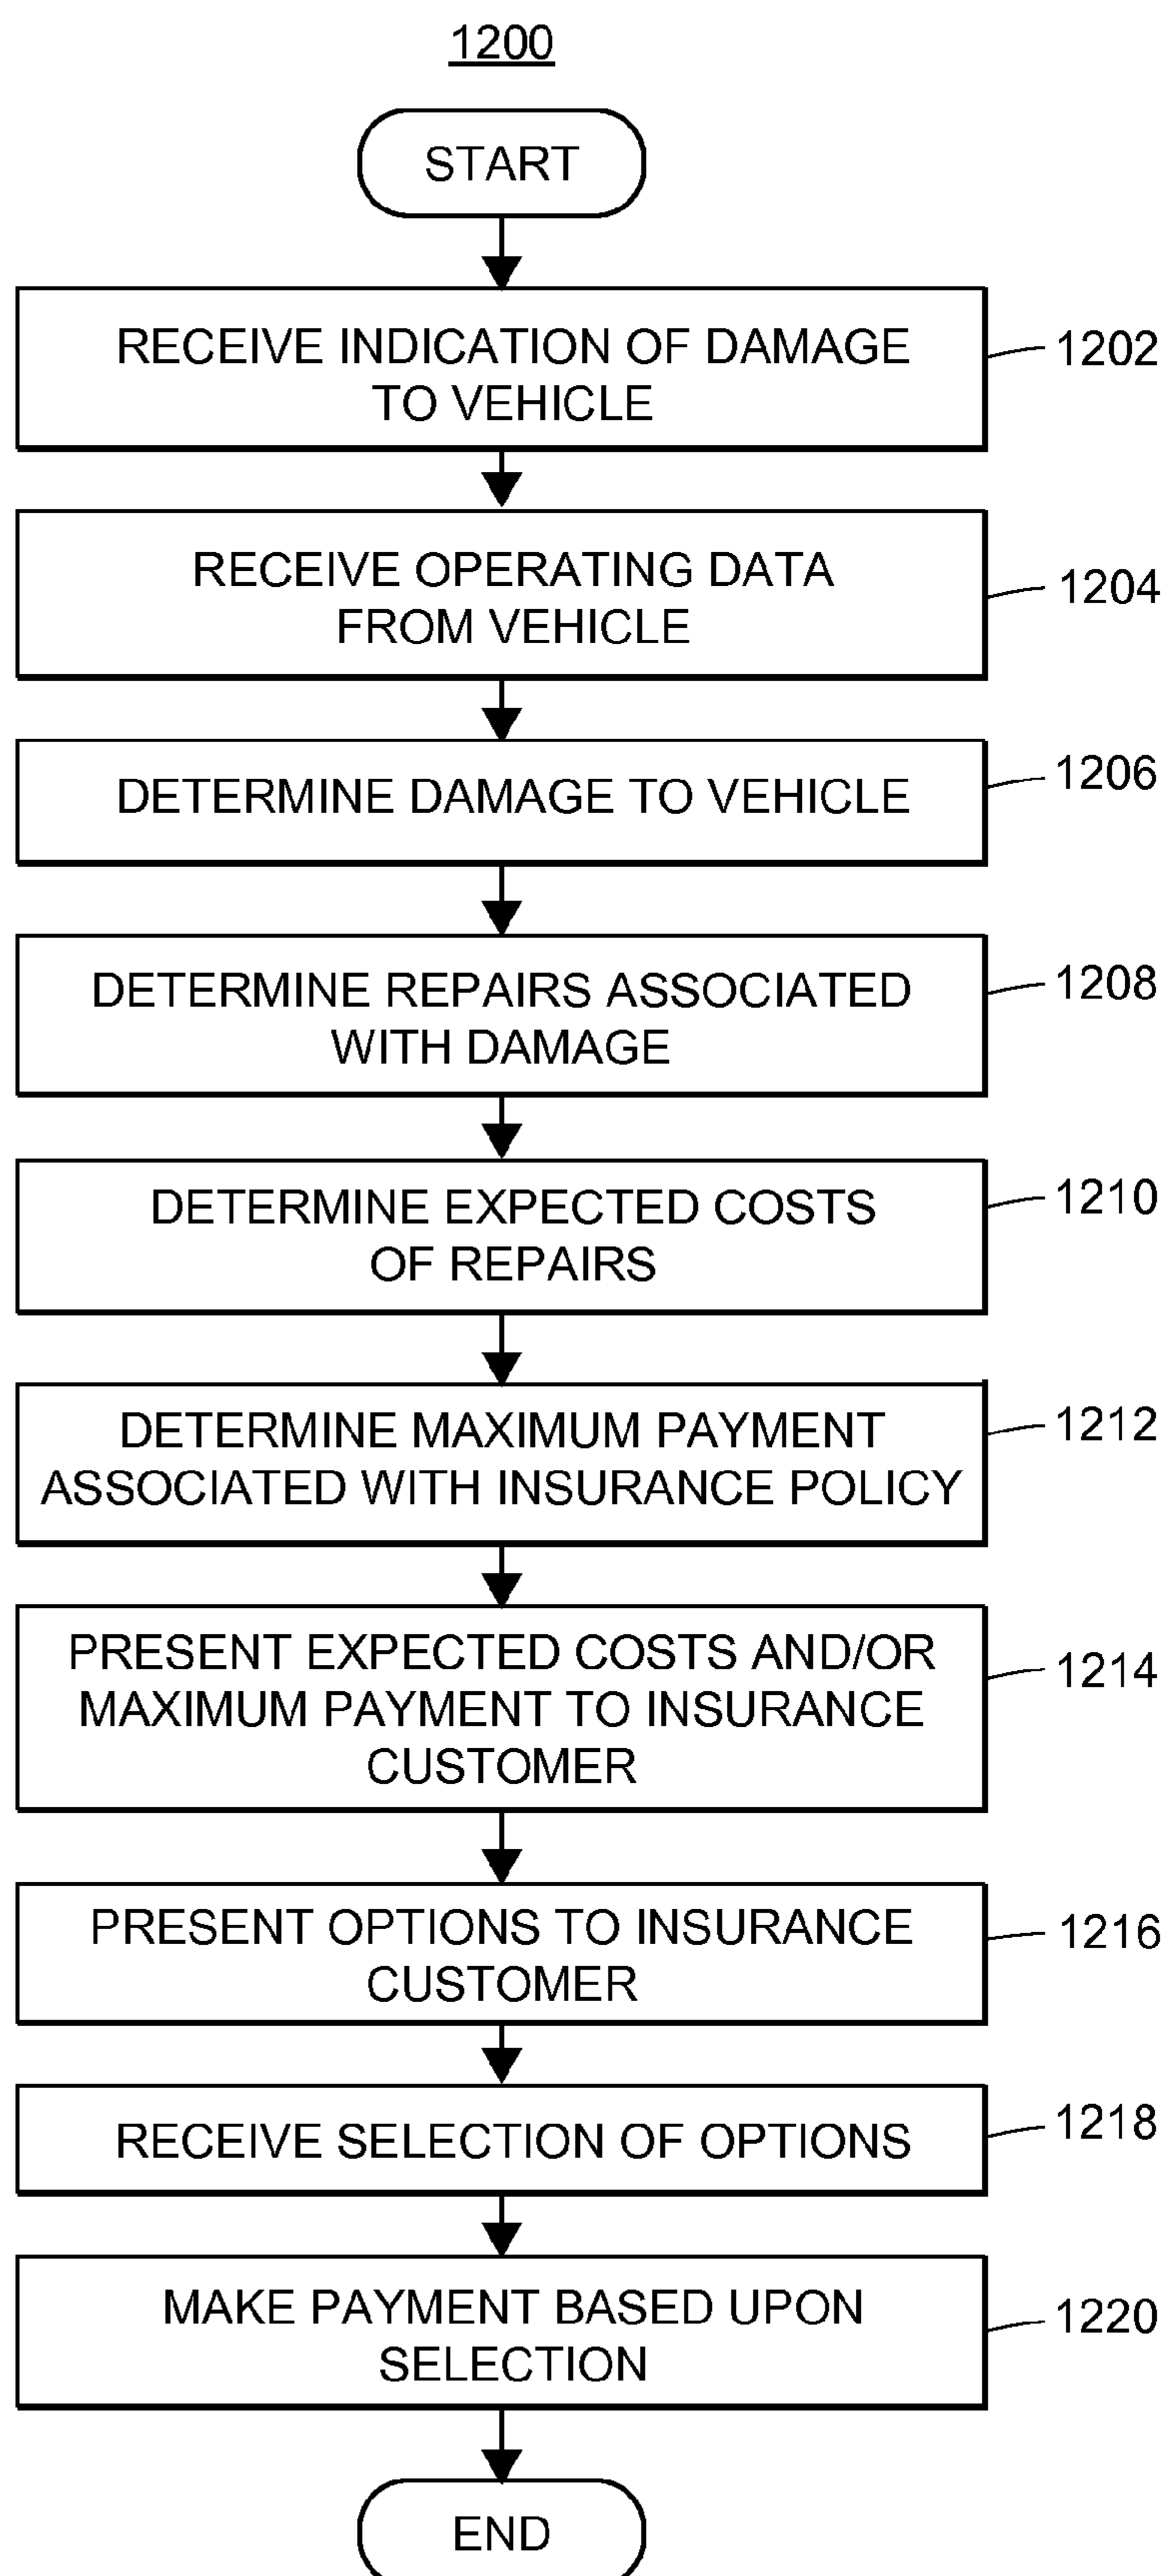 1200
START
RECEIVE INDICATION OF DAMAGE
TO VEHICLE
1202
RECEIVE OPERATING DATA
FROM VEHICLE
1204
DETERMINE DAMAGE TO VEHICLE
1206
DETERMINE REPAIRS ASSOCIATED
WITH DAMAGE
1208
DETERMINE EXPECTED COSTS
OF REPAIRS
1210
DETERMINE MAXIMUM PAYMENT
ASSOCIATED WITH INSURANCE POLICY
1212
PRESENT EXPECTED COSTS AND/OR
MAXIMUM PAYMENT TO INSURANCE
CUSTOMER
1214
PRESENT OPTIONS TO INSURANCE
CUSTOMER
1216
RECEIVE SELECTION OF OPTIONS
1218
MAKE PAYMENT BASED UPON
SELECTION
1220
END